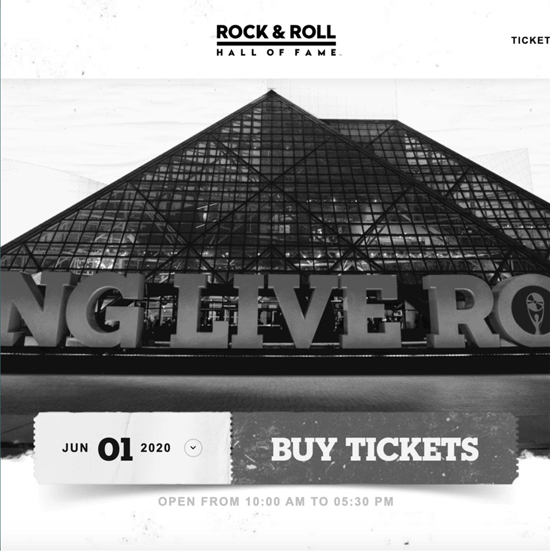 ROCK & ROLL
HALL OF FAME
TICKET
NG LIVE RO
JUN 01 2020
BUY TICKETS
OPEN FROM 10:00 AM TO 05:30 PM